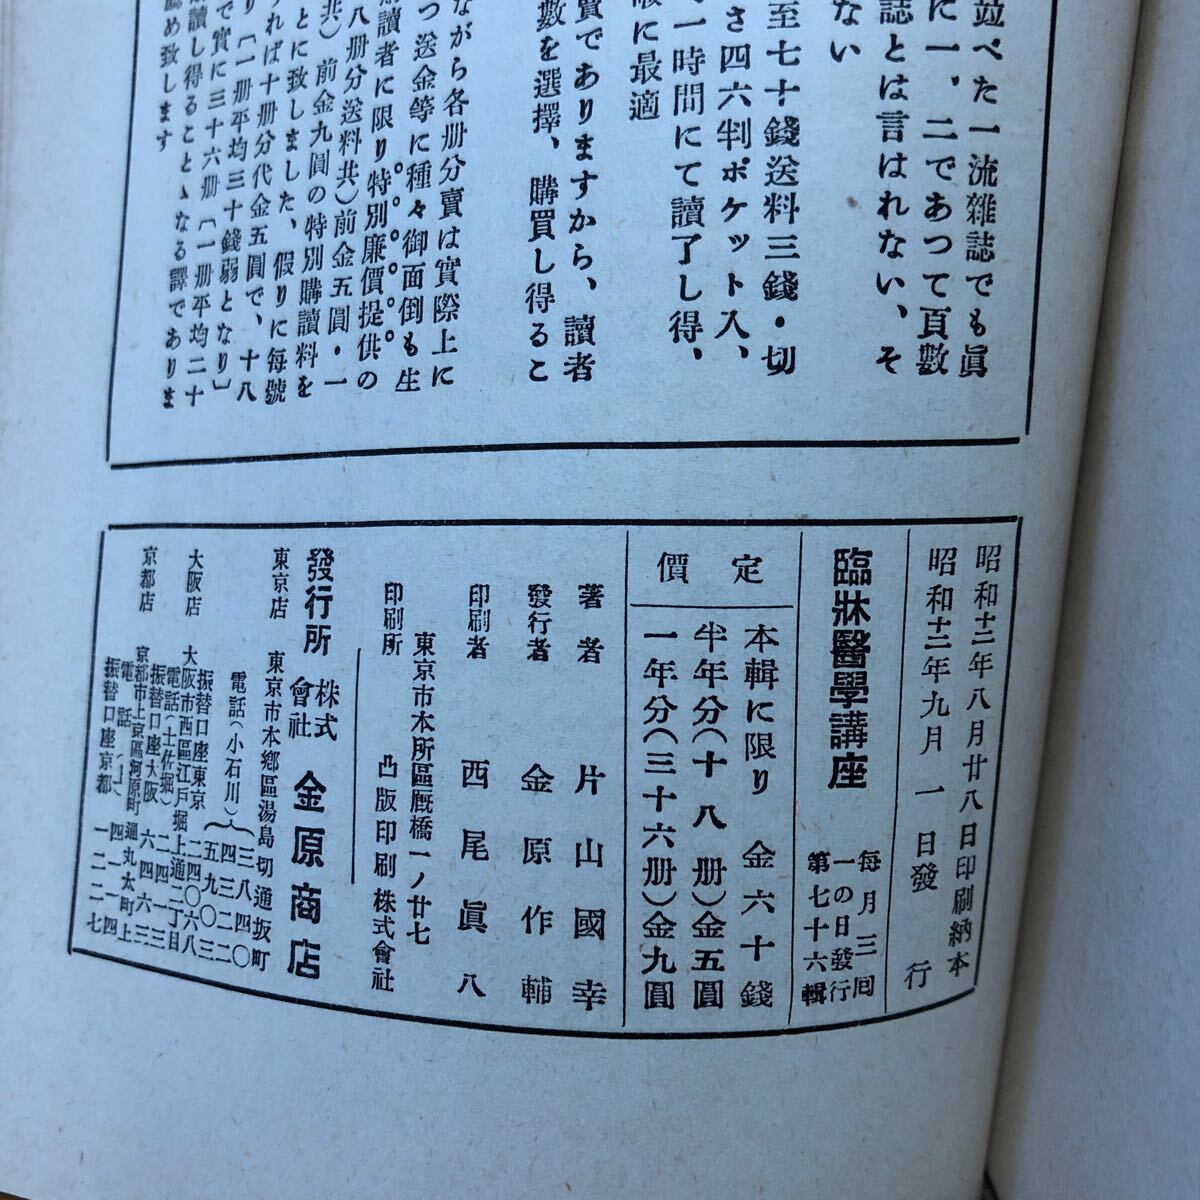 並べた一流雜誌でも眞
に一、二であつて頁數
誌とは言はれない、そ
ない
至七十錢送料三錢・切
さ四六判ポケット入、
一時間にて讀了し得、
最適
質でありますから、讀者
數を選擇、購買し得るこ
ながら各册分賣は實際上に
つ送金等に種々御面倒も生
讀者に限り特別廉價提供の
八册分送料共）前金五圓・一
共）前金九圓の特別購讀料を
とに致しました、假りに每號
れば十册分代金五圓で、十八
り〔一册平均三十錢弱となり〕
で實に三十六册〔一册平均二十
讀し得ることゝなる譯でありま
薦め致します
昭和十二年八月廿八日印刷納本
昭和十二年九月一日發行
臨牀醫學講座
每月三回
一の日發行
第七十六輯
定價
本輯に限り 金六十錢
半年分（十八册）金五圓
一年分（三十六册）金九圓
著者 片山國幸
發行者 金原作輔
印刷者 西尾眞八
東京市本所區廐橋一ノ廿七
印刷所 凸版印刷株式會社
發行所 株式會社 金原商店
東京店 東京市本鄕區湯島切通坂町
電話（小石川）
大阪店 大阪市西區江戸堀上通二丁目
電話（土佐堀）
振替口座大阪
京都店 京都市上京區河原町通丸太町上
振替口座京都